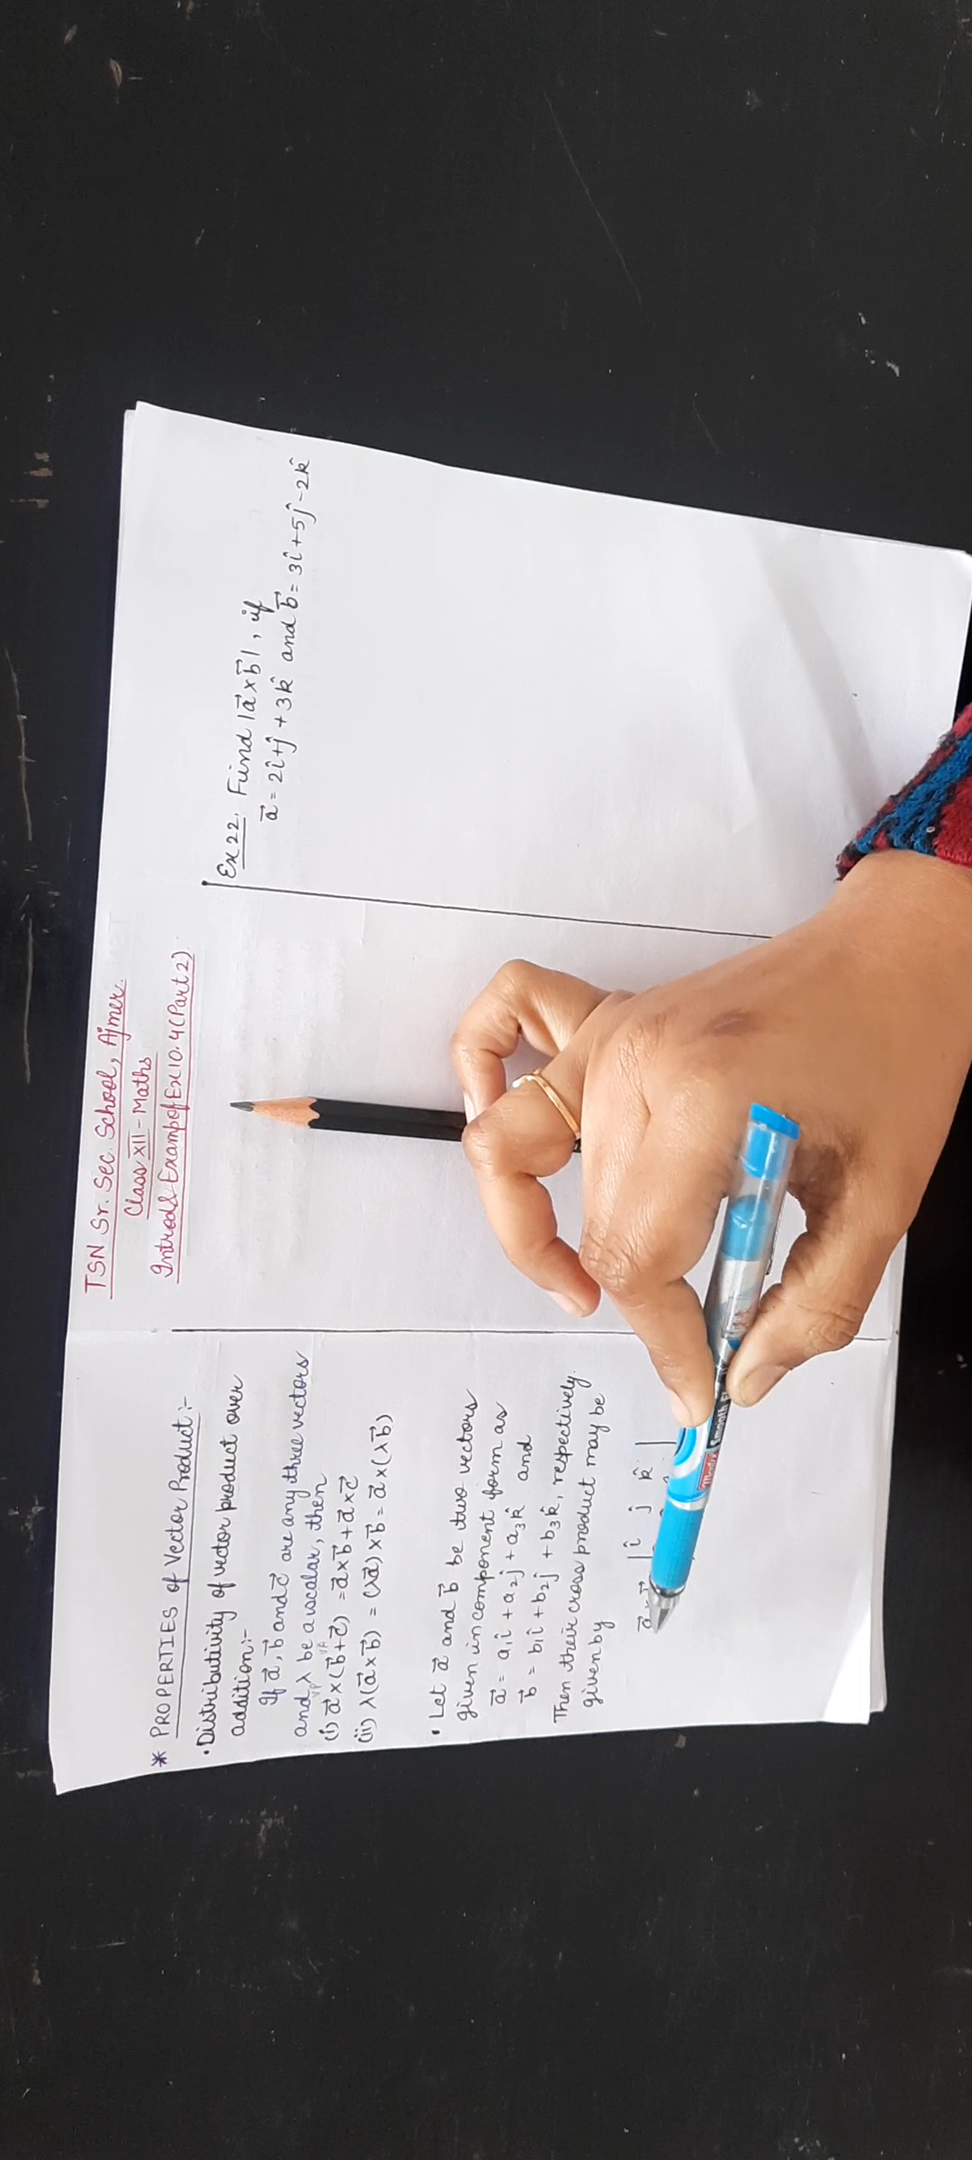 TSN Sr. Sec. School, Ajmer.
Class XII - Maths
Introd& Examp of Ex 10.4 (Part 2)
* PROPERTIES of Vector Product :-
• Distributivity of vector product over
addition:-
If a⃗, b⃗ and c⃗ are any three vectors
and λ be a scalar, then
(i) a⃗×(b⃗+c⃗) = a⃗×b⃗ + a⃗×c⃗
(ii) λ(a⃗×b⃗) = (λa⃗)×b⃗ = a⃗×(λb⃗)
• Let a⃗ and b⃗ be two vectors
given in component form as
a⃗ = a₁î + a₂ĵ + a₃k̂ and
b⃗ = b₁î + b₂ĵ + b₃k̂, respectively.
Then their cross product may be
given by
î ĵ k̂
Ex 22. Find |a⃗×b⃗|, if
a⃗ = 2î + ĵ + 3k̂ and b⃗ = 3î + 5ĵ - 2k̂